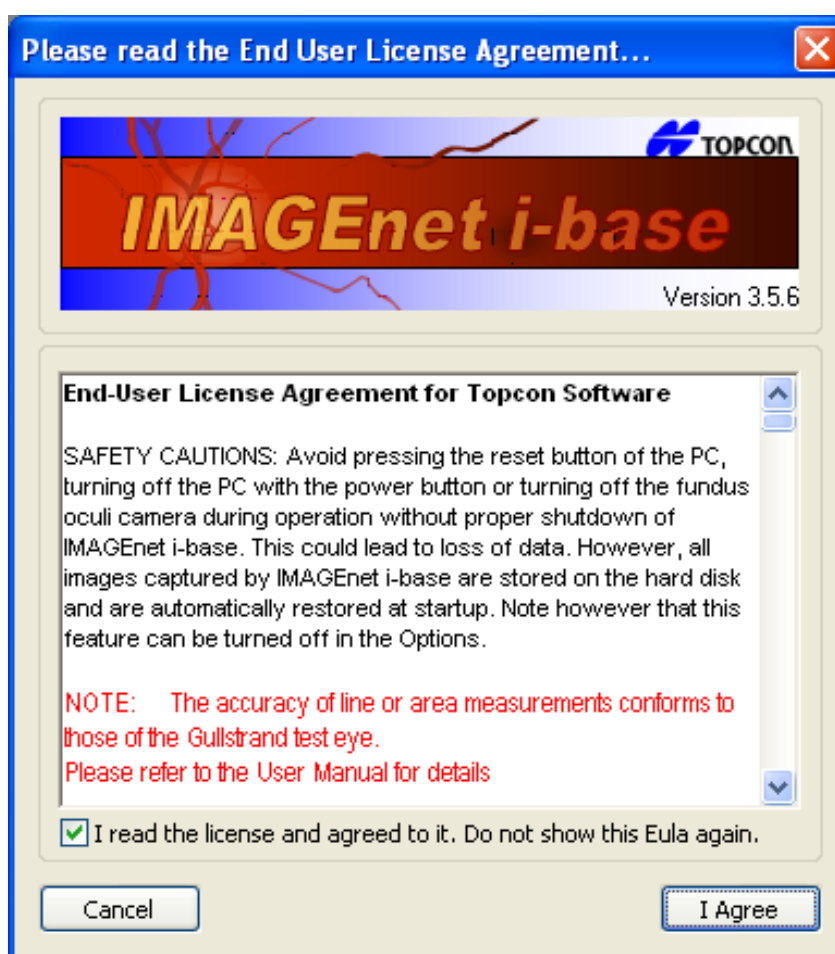 Please read the End User License Agreement...
TOPCON
IMAGEnet i-base
Version 3.5.6
End-User License Agreement for Topcon Software
SAFETY CAUTIONS: Avoid pressing the reset button of the PC,
turning off the PC with the power button or turning off the fundus
oculi camera during operation without proper shutdown of
IMAGEnet i-base. This could lead to loss of data. However, all
images captured by IMAGEnet i-base are stored on the hard disk
and are automatically restored at startup. Note however that this
feature can be turned off in the Options.
NOTE: The accuracy of line or area measurements conforms to
those of the Gullstrand test eye.
Please refer to the User Manual for details
I read the license and agreed to it. Do not show this Eula again.
Cancel
I Agree